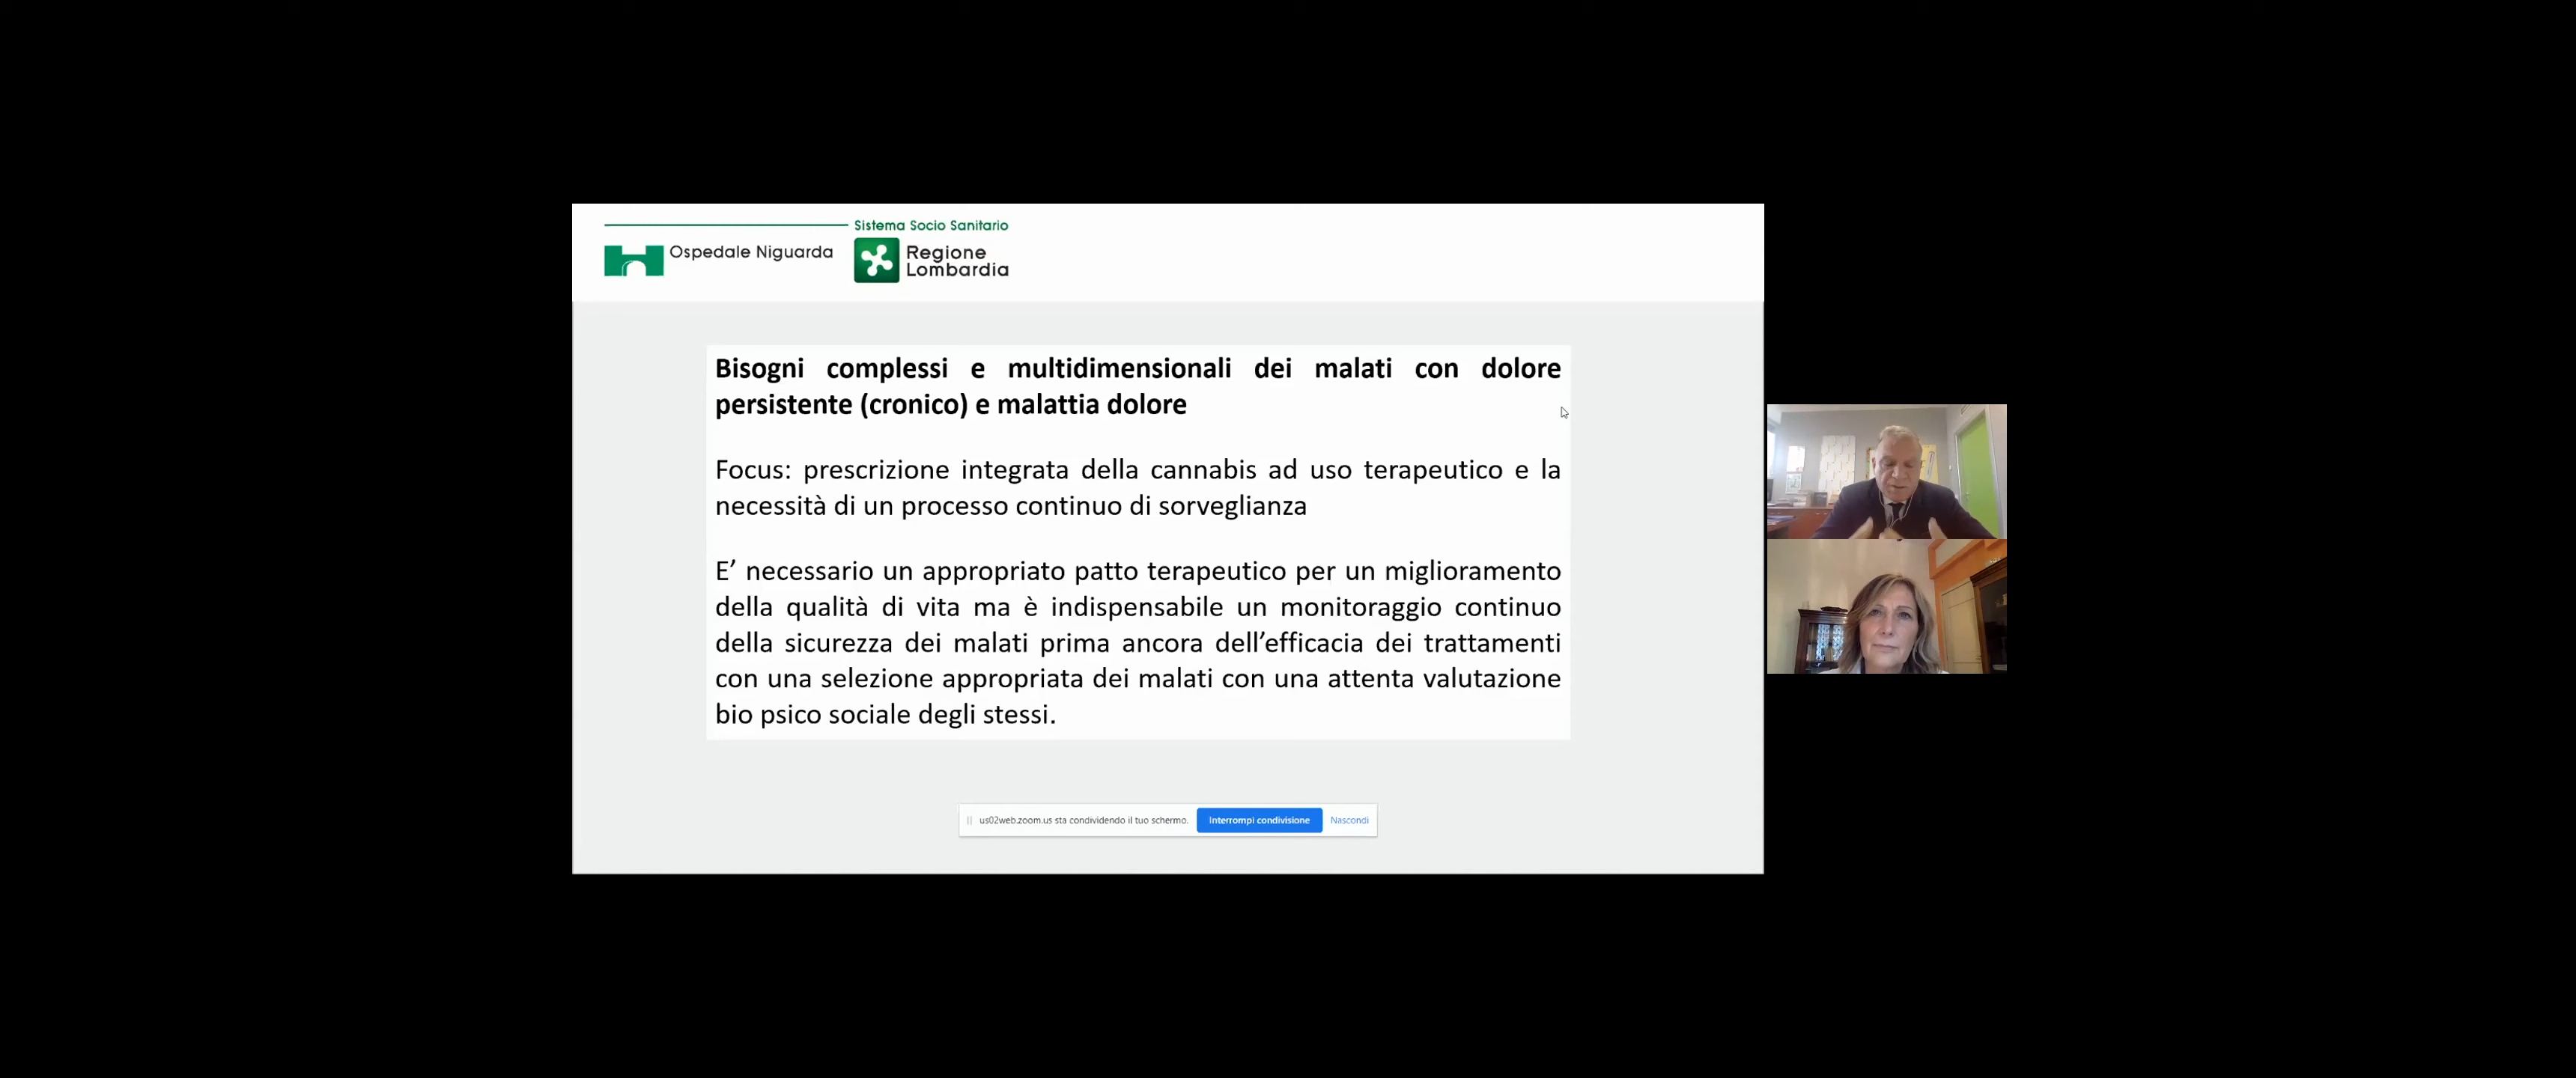 Sistema Socio Sanitario
Ospedale Niguarda
Regione
Lombardia
Bisogni complessi e multidimensionali dei malati con dolore
persistente (cronico) e malattia dolore
Focus: prescrizione integrata della cannabis ad uso terapeutico e la
necessità di un processo continuo di sorveglianza
E’ necessario un appropriato patto terapeutico per un miglioramento
della qualità di vita ma è indispensabile un monitoraggio continuo
della sicurezza dei malati prima ancora dell’efficacia dei trattamenti
con una selezione appropriata dei malati con una attenta valutazione
bio psico sociale degli stessi.
us02web.zoom.us sta condividendo il tuo schermo. Interrompi condivisione Nascondi